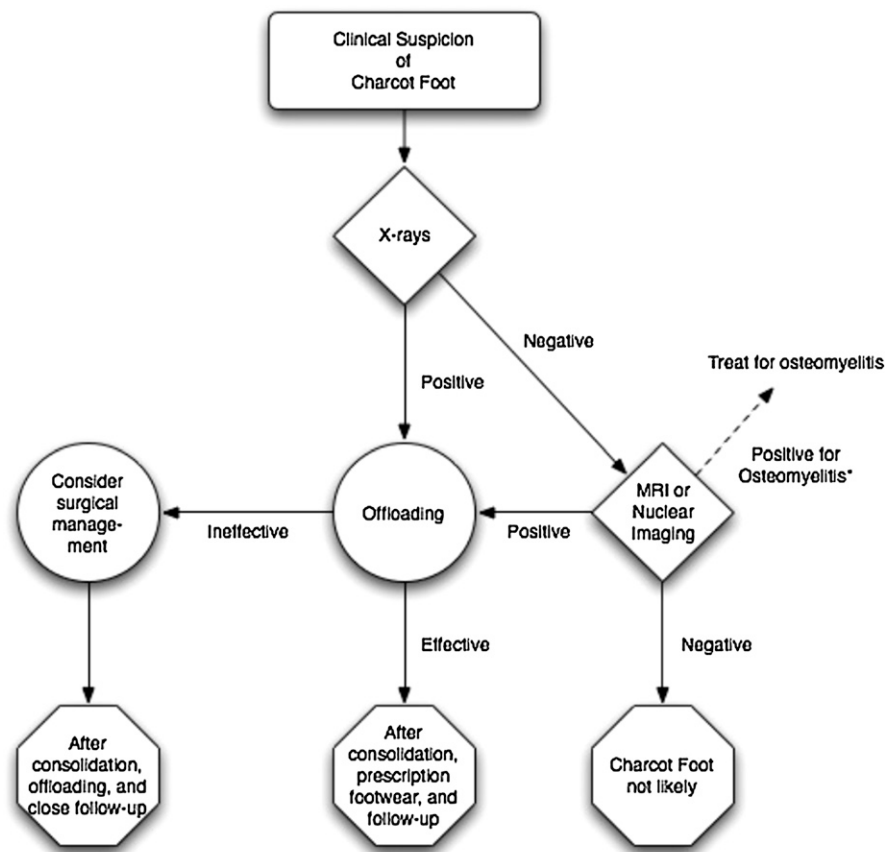 Clinical Suspicion
of
Charcot Foot
X-rays
Negative
Positive
Treat for osteomyelitis
Positive for
Osteomyelitis*
Consider
surgical
manage-
ment
Ineffective
Offloading
Positive
MRI or
Nuclear
Imaging
Effective
Negative
After
consolidation,
offloading, and
close follow-up
After
consolidation,
prescription
footwear, and
follow-up
Charcot Foot
not likely